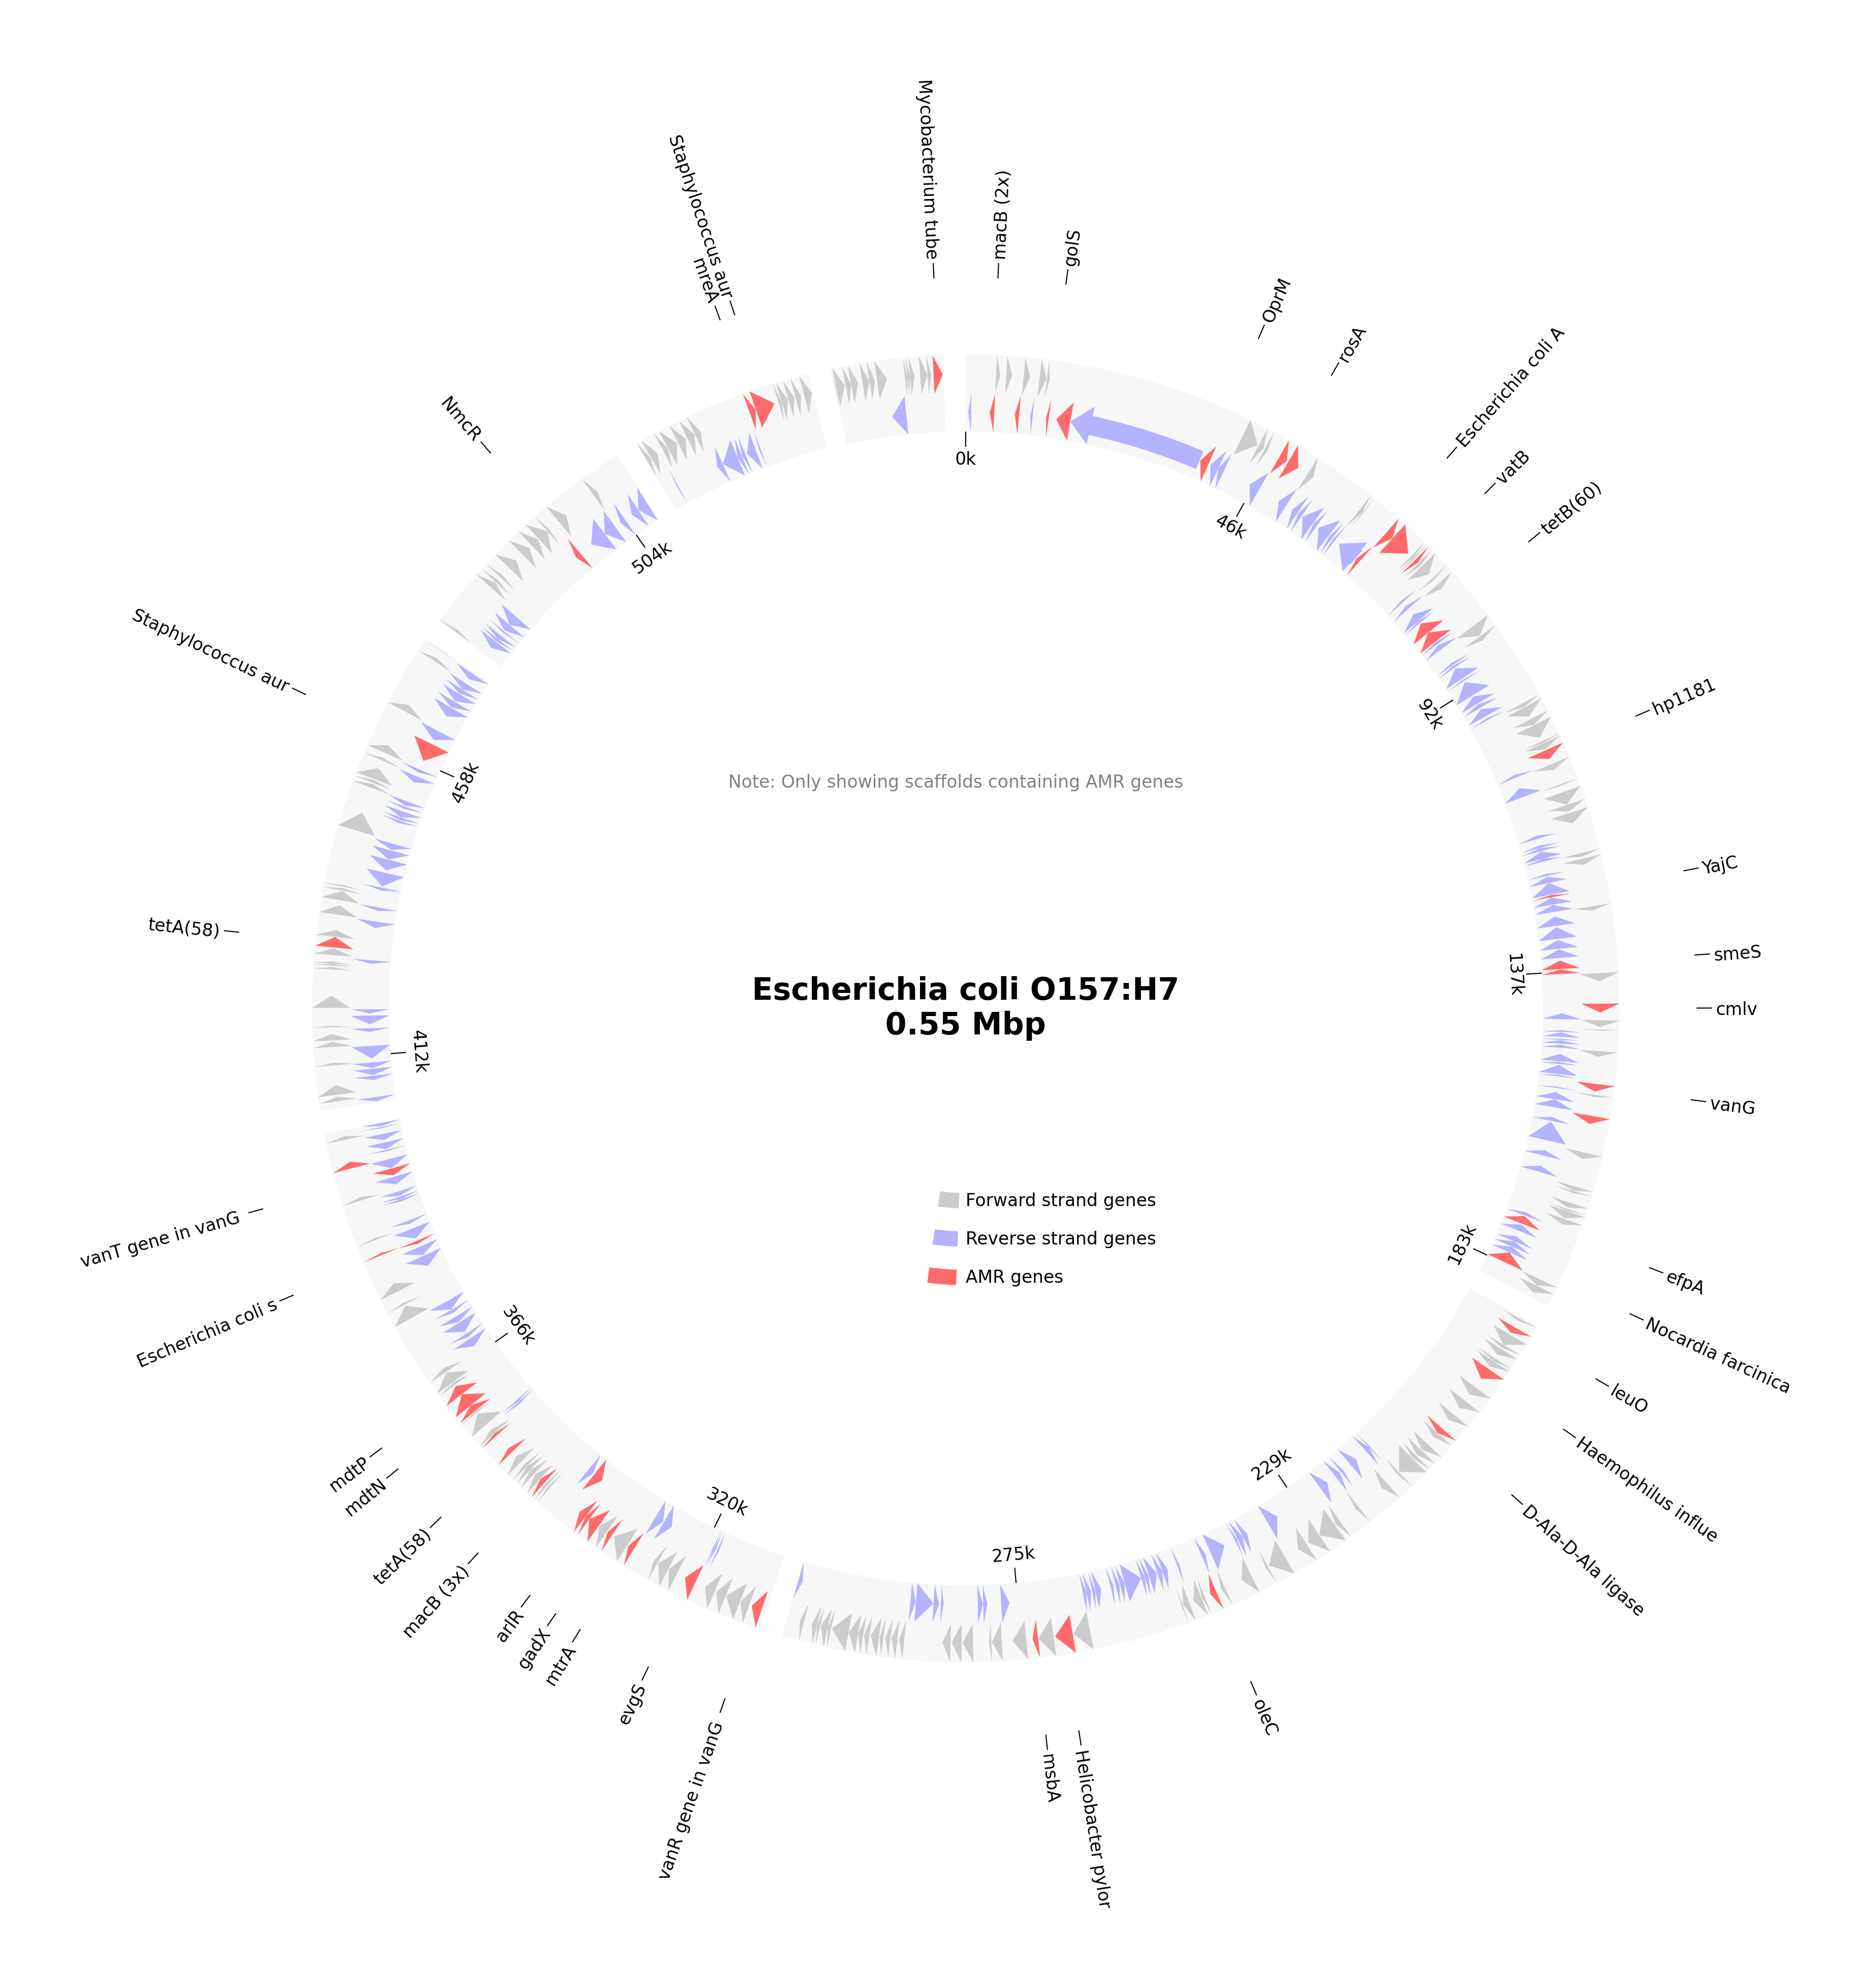 Mycobacterium tube
macB (2x)
golS
OprM
rosA
Escherichia coli A
vatB
tetB(60)
hp1181
YajC
smeS
cmlv
vanG
efpA
Nocardia farcinica
leuO
Haemophilus influe
D-Ala-D-Ala ligase
oleC
Helicobacter pylor
msbA
vanR gene in vanG
evgS
mtrA
gadX
arlR
macB (3x)
tetA(58)
mdtN
mdtP
Escherichia coli s
vanT gene in vanG
tetA(58)
Staphylococcus aur
NmcR
mreA
Staphylococcus aur
0k
46k
92k
137k
183k
229k
275k
320k
366k
412k
458k
504k
Note: Only showing scaffolds containing AMR genes
Escherichia coli O157:H7
0.55 Mbp
Forward strand genes
Reverse strand genes
AMR genes